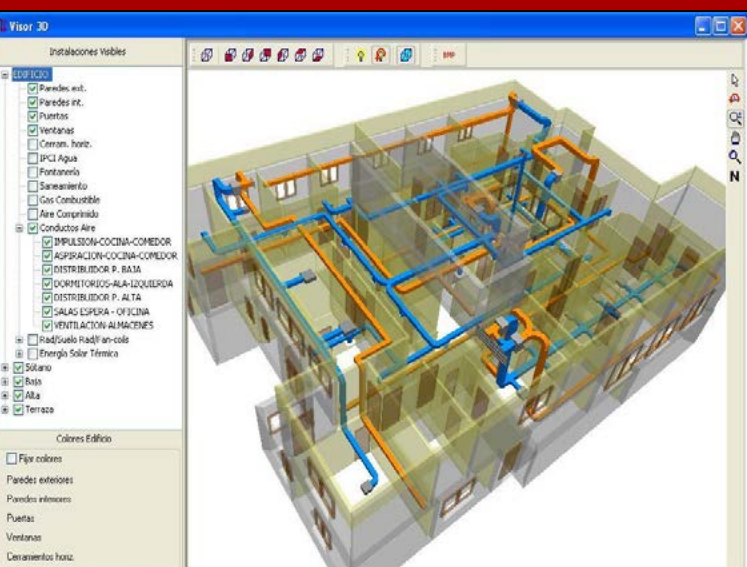 Visor 3D
Instalaciones Visibles
EDIFICIO
Paredes ext.
Paredes int.
Puertas
Ventanas
Cerram. horiz.
IPCI Agua
Fontanería
Saneamiento
Gas Combustible
Aire Comprimido
Conductos Aire
IMPULSION-COCINA-COMEDOR
ASPIRACION-COCINA-COMEDOR
DISTRIBUIDOR P. BAJA
DORMITORIOS-ALA-IZQUIERDA
DISTRIBUIDOR P. ALTA
SALAS ESPERA - OFICINA
VENTILACION-ALMACENES
Rad/Suelo Rad/Fan-coils
Energía Solar Térmica
Sótano
Baja
Alta
Terraza
Colores Edificio
Fijar colores
Paredes exteriores
Paredes interiores
Puertas
Ventanas
Cerramientos horiz.
BMP
N